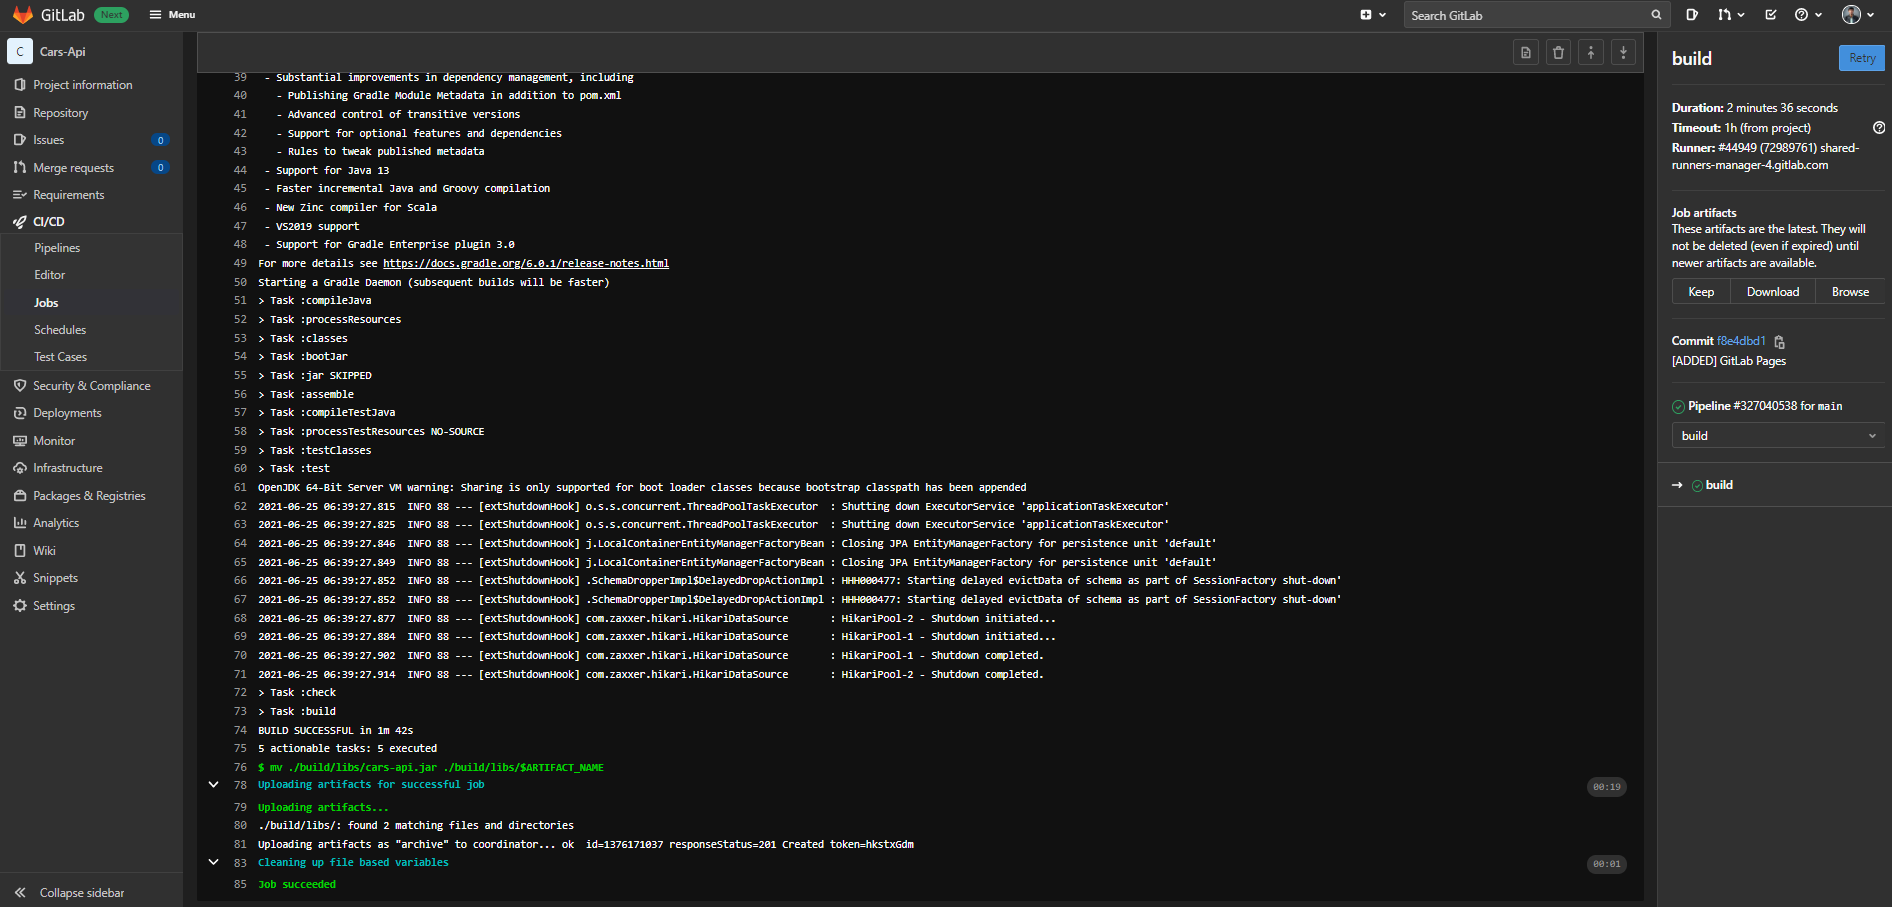 GitLab Next Menu Search GitLab
C Cars-Api
Project information
Repository
Issues 0
Merge requests 0
Requirements
CI/CD
Pipelines
Editor
Jobs
Schedules
Test Cases
Security & Compliance
Deployments
Monitor
Infrastructure
Packages & Registries
Analytics
Wiki
Snippets
Settings
Collapse sidebar
39 - Substantial improvements in dependency management, including
40 - Publishing Gradle Module Metadata in addition to pom.xml
41 - Advanced control of transitive versions
42 - Support for optional features and dependencies
43 - Rules to tweak published metadata
44 - Support for Java 13
45 - Faster incremental Java and Groovy compilation
46 - New Zinc compiler for Scala
47 - VS2019 support
48 - Support for Gradle Enterprise plugin 3.0
49 For more details see https://docs.gradle.org/6.0.1/release-notes.html
50 Starting a Gradle Daemon (subsequent builds will be faster)
51 > Task :compileJava
52 > Task :processResources
53 > Task :classes
54 > Task :bootJar
55 > Task :jar SKIPPED
56 > Task :assemble
57 > Task :compileTestJava
58 > Task :processTestResources NO-SOURCE
59 > Task :testClasses
60 > Task :test
61 OpenJDK 64-Bit Server VM warning: Sharing is only supported for boot loader classes because bootstrap classpath has been appended
62 2021-06-25 06:39:27.815 INFO 88 --- [extShutdownHook] o.s.s.concurrent.ThreadPoolTaskExecutor : Shutting down ExecutorService 'applicationTaskExecutor'
63 2021-06-25 06:39:27.825 INFO 88 --- [extShutdownHook] o.s.s.concurrent.ThreadPoolTaskExecutor : Shutting down ExecutorService 'applicationTaskExecutor'
64 2021-06-25 06:39:27.846 INFO 88 --- [extShutdownHook] j.LocalContainerEntityManagerFactoryBean : Closing JPA EntityManagerFactory for persistence unit 'default'
65 2021-06-25 06:39:27.849 INFO 88 --- [extShutdownHook] j.LocalContainerEntityManagerFactoryBean : Closing JPA EntityManagerFactory for persistence unit 'default'
66 2021-06-25 06:39:27.852 INFO 88 --- [extShutdownHook] .SchemaDropperImpl$DelayedDropActionImpl : HHH000477: Starting delayed evictData of schema as part of SessionFactory shut-down'
67 2021-06-25 06:39:27.852 INFO 88 --- [extShutdownHook] .SchemaDropperImpl$DelayedDropActionImpl : HHH000477: Starting delayed evictData of schema as part of SessionFactory shut-down'
68 2021-06-25 06:39:27.877 INFO 88 --- [extShutdownHook] com.zaxxer.hikari.HikariDataSource : HikariPool-2 - Shutdown initiated...
69 2021-06-25 06:39:27.884 INFO 88 --- [extShutdownHook] com.zaxxer.hikari.HikariDataSource : HikariPool-1 - Shutdown initiated...
70 2021-06-25 06:39:27.902 INFO 88 --- [extShutdownHook] com.zaxxer.hikari.HikariDataSource : HikariPool-1 - Shutdown completed.
71 2021-06-25 06:39:27.914 INFO 88 --- [extShutdownHook] com.zaxxer.hikari.HikariDataSource : HikariPool-2 - Shutdown completed.
72 > Task :check
73 > Task :build
74 BUILD SUCCESSFUL in 1m 42s
75 5 actionable tasks: 5 executed
76 $ mv ./build/libs/cars-api.jar ./build/libs/$ARTIFACT_NAME
78 Uploading artifacts for successful job 00:19
79 Uploading artifacts...
80 ./build/libs/: found 2 matching files and directories
81 Uploading artifacts as "archive" to coordinator... ok id=1376171037 responseStatus=201 Created token=hkstxGdm
83 Cleaning up file based variables 00:01
85 Job succeeded
build Retry
Duration: 2 minutes 36 seconds
Timeout: 1h (from project)
Runner: #44949 (72989761) shared-
runners-manager-4.gitlab.com
Job artifacts
These artifacts are the latest. They will
not be deleted (even if expired) until
newer artifacts are available.
Keep Download Browse
Commit f8e4dbd1
[ADDED] GitLab Pages
Pipeline #327040538 for main
build
→ build